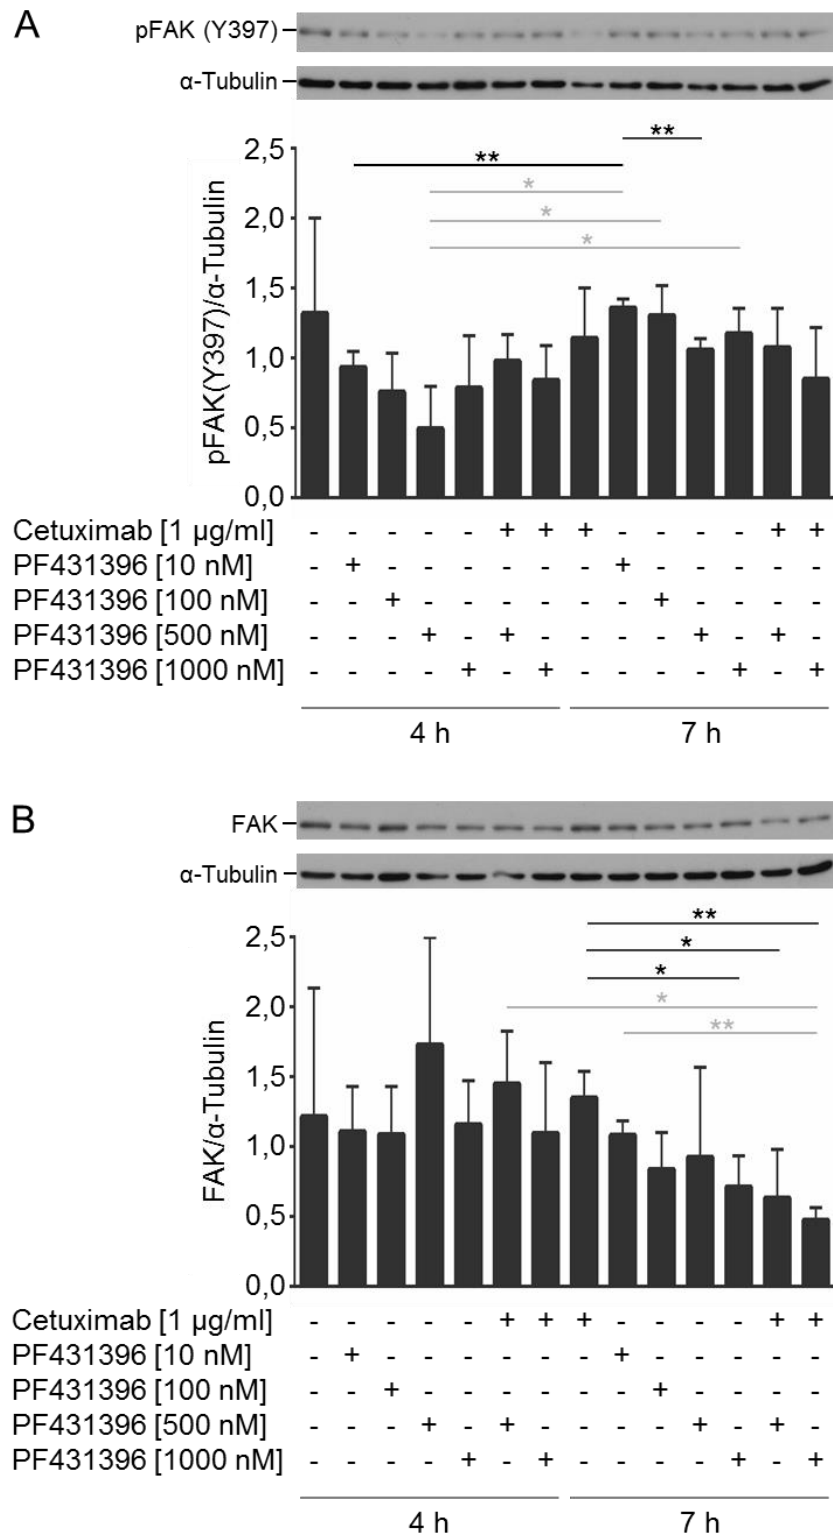 A
pFAK (Y397)
α-Tubulin
**
**
*
*
*
pFAK(Y397)/α-Tubulin
2,5
2,0
1,5
1,0
0,5
0,0
Cetuximab [1 µg/ml] - - - - - + + + - - - - + +
PF431396 [10 nM] - + - - - - - - + - - - - -
PF431396 [100 nM] - - + - - - - - - + - - - -
PF431396 [500 nM] - - - + - + - - - - + - + -
PF431396 [1000 nM] - - - - + - + - - - - + - +
4 h 7 h
B
FAK
α-Tubulin
**
*
*
*
**
FAK/α-Tubulin
2,5
2,0
1,5
1,0
0,5
0,0
Cetuximab [1 µg/ml] - - - - - + + + - - - - + +
PF431396 [10 nM] - + - - - - - - + - - - - -
PF431396 [100 nM] - - + - - - - - - + - - - -
PF431396 [500 nM] - - - + - + - - - - + - + -
PF431396 [1000 nM] - - - - + - + - - - - + - +
4 h 7 h